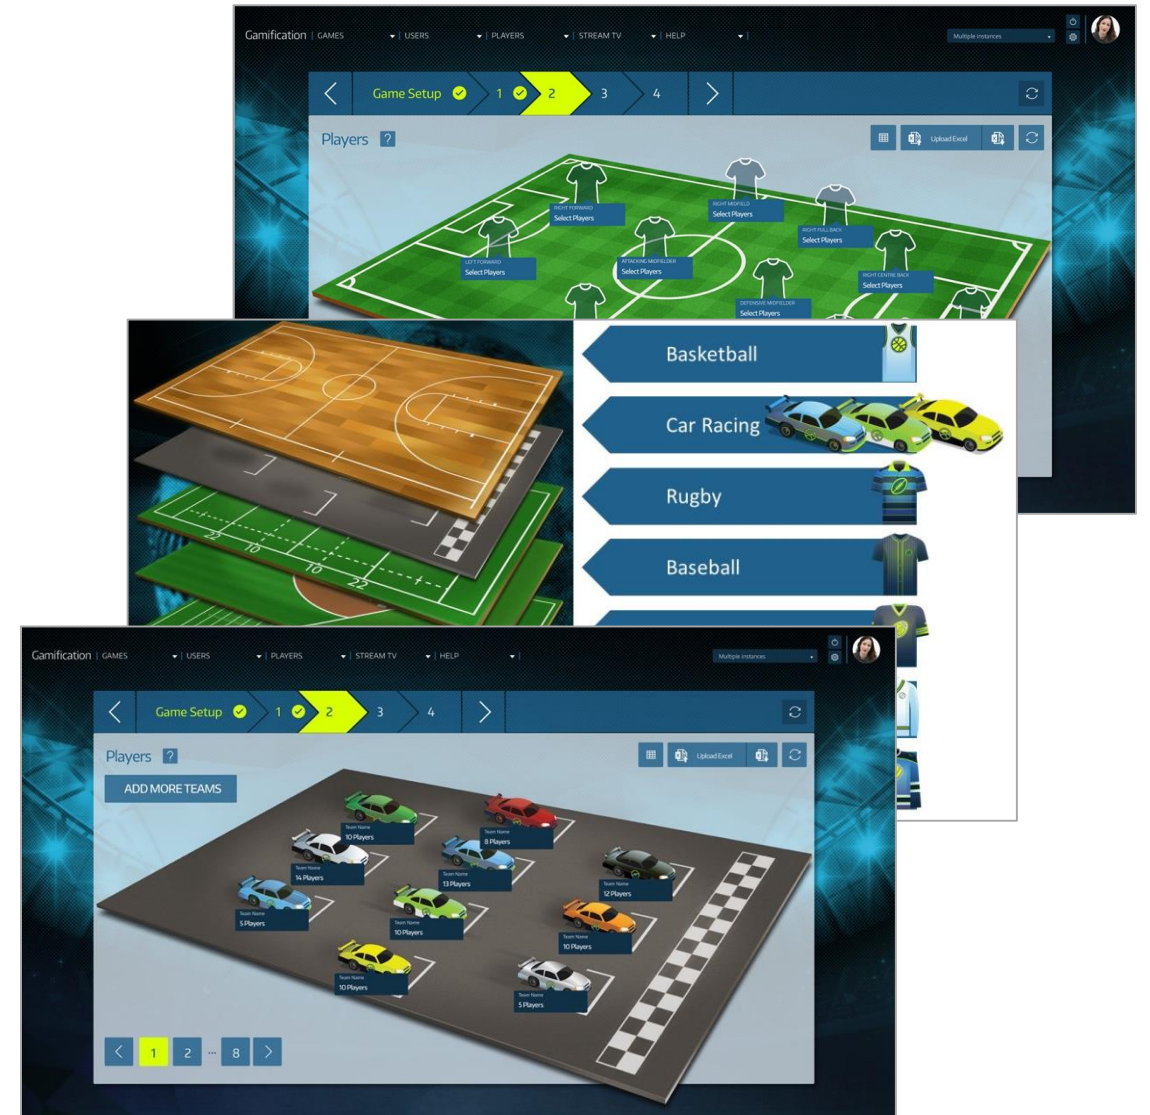 Gamification | GAMES | USERS | PLAYERS | STREAM TV | HELP |
Multiple instances
Game Setup 1 2 3 4
Players ?
Upload Excel
RIGHT FORWARD
Select Players
RIGHT MIDFIELD
Select Players
RIGHT FULL BACK
Select Players
LEFT FORWARD
Select Players
ATTACKING MIDFIELDER
Select Players
RIGHT CENTRE BACK
Select Players
DEFENSIVE MIDFIELDER
Select Players
Basketball
Car Racing
Rugby
Baseball
22 10 10 22
Gamification | GAMES | USERS | PLAYERS | STREAM TV | HELP |
Multiple instances
Game Setup 1 2 3 4
Players ?
Upload Excel
ADD MORE TEAMS
Team Name
10 Players
Team Name
8 Players
Team Name
14 Players
Team Name
13 Players
Team Name
12 Players
Team Name
5 Players
Team Name
10 Players
Team Name
10 Players
Team Name
10 Players
Team Name
5 Players
1 2 ... 8